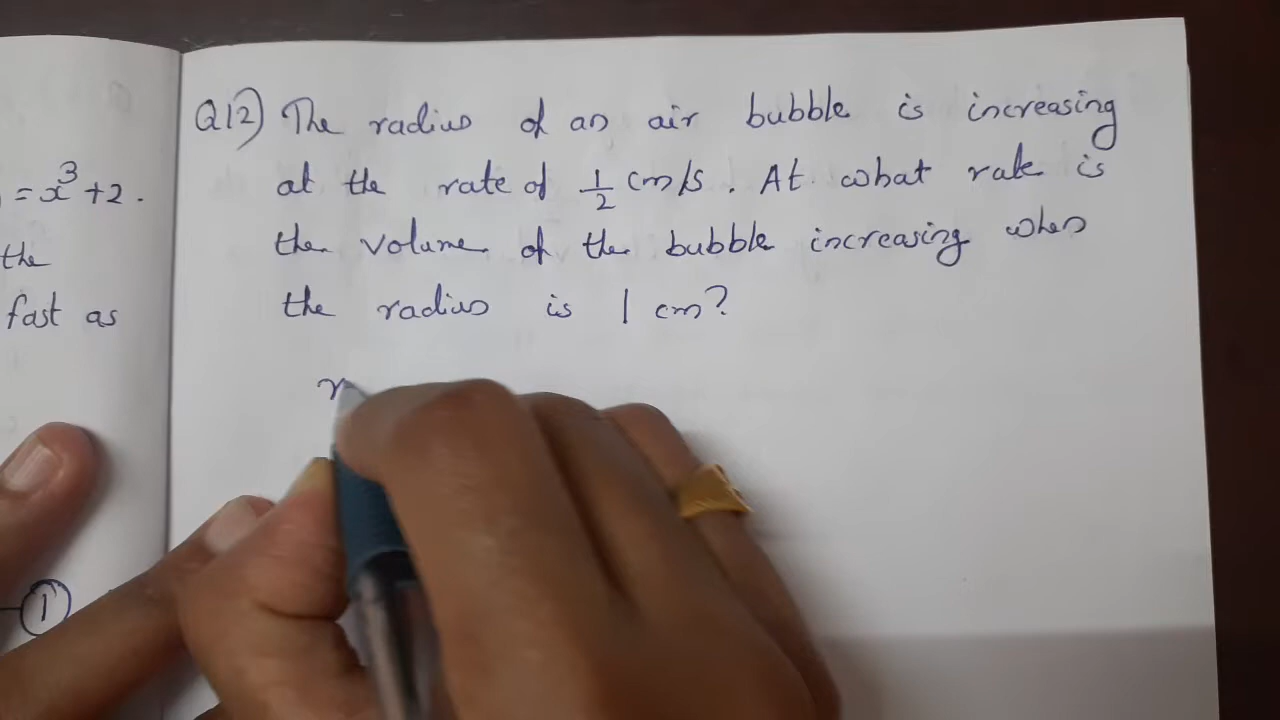 = x³ + 2.
the
fast as
1
Q12) The radius of an air bubble is increasing
at the rate of 1/2 cm/s. At what rate is
the volume of the bubble increasing when
the radius is 1 cm?
r